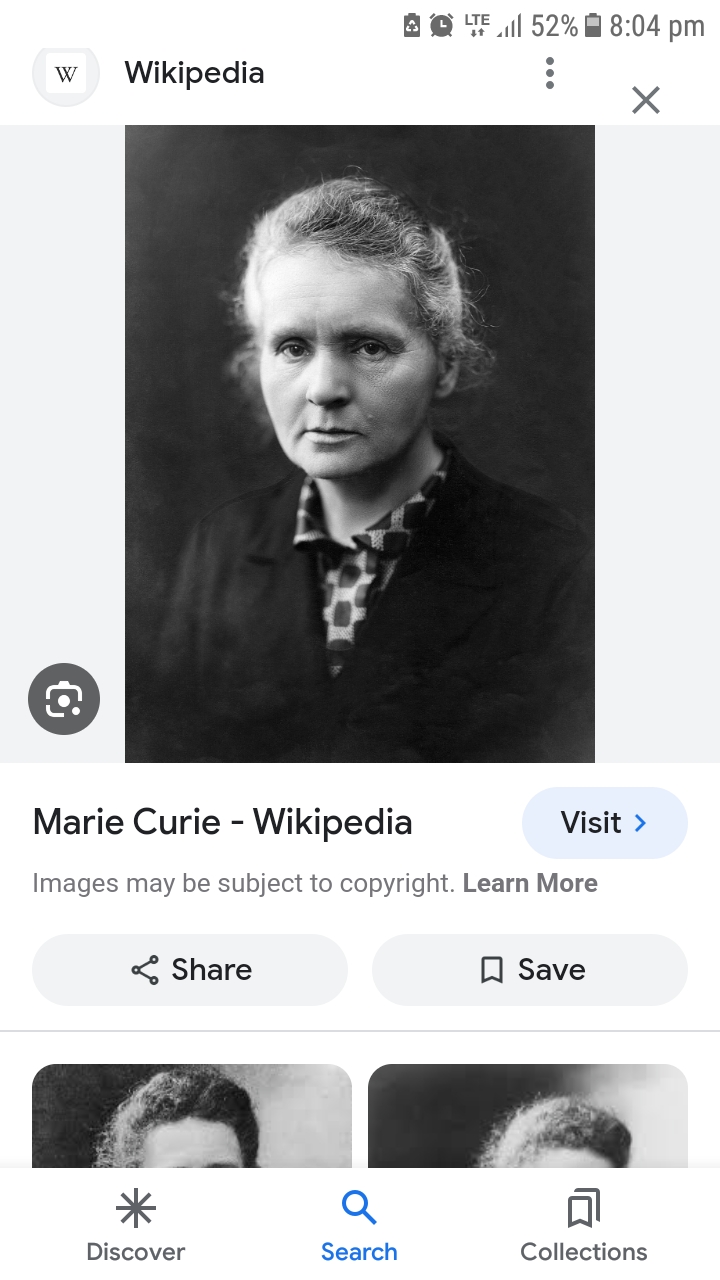 LTE 52% 8:04 pm
W Wikipedia
Marie Curie - Wikipedia
Visit
Images may be subject to copyright. Learn More
Share
Save
Discover
Search
Collections